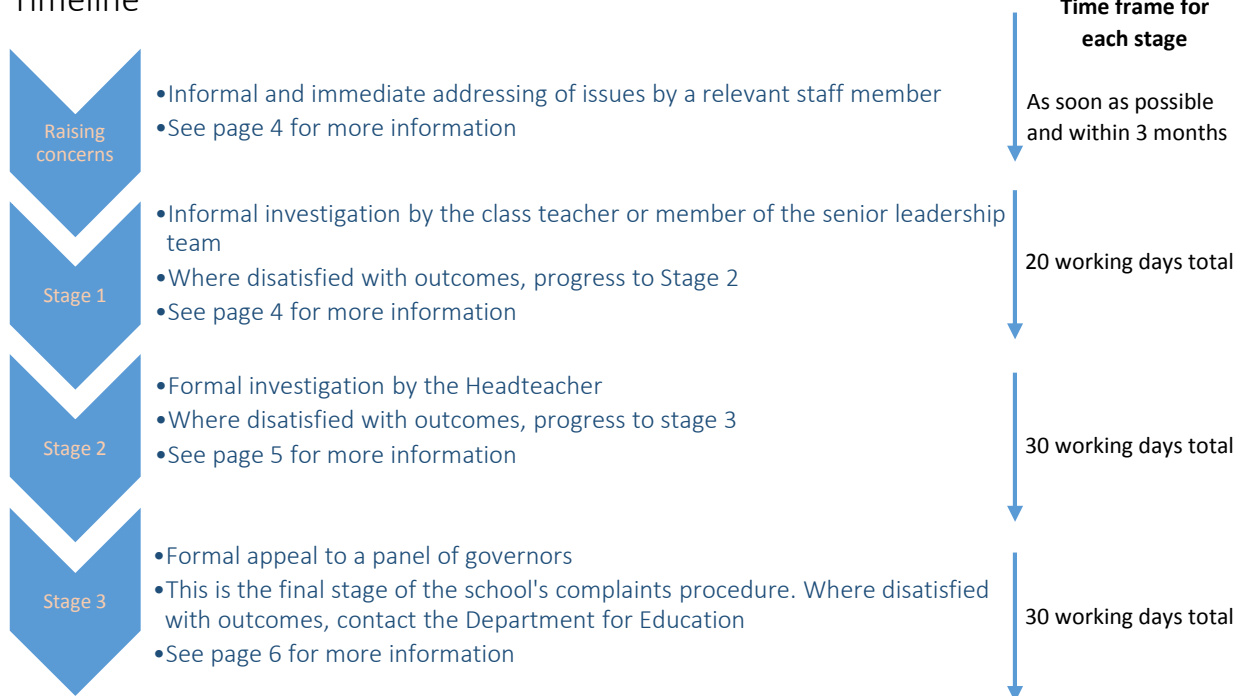 Timeline
Time frame for
each stage
Raising
concerns
•Informal and immediate addressing of issues by a relevant staff member
•See page 4 for more information
As soon as possible
and within 3 months
Stage 1
•Informal investigation by the class teacher or member of the senior leadership
team
•Where disatisfied with outcomes, progress to Stage 2
•See page 4 for more information
20 working days total
Stage 2
•Formal investigation by the Headteacher
•Where disatisfied with outcomes, progress to stage 3
•See page 5 for more information
30 working days total
Stage 3
•Formal appeal to a panel of governors
•This is the final stage of the school's complaints procedure. Where disatisfied
with outcomes, contact the Department for Education
•See page 6 for more information
30 working days total